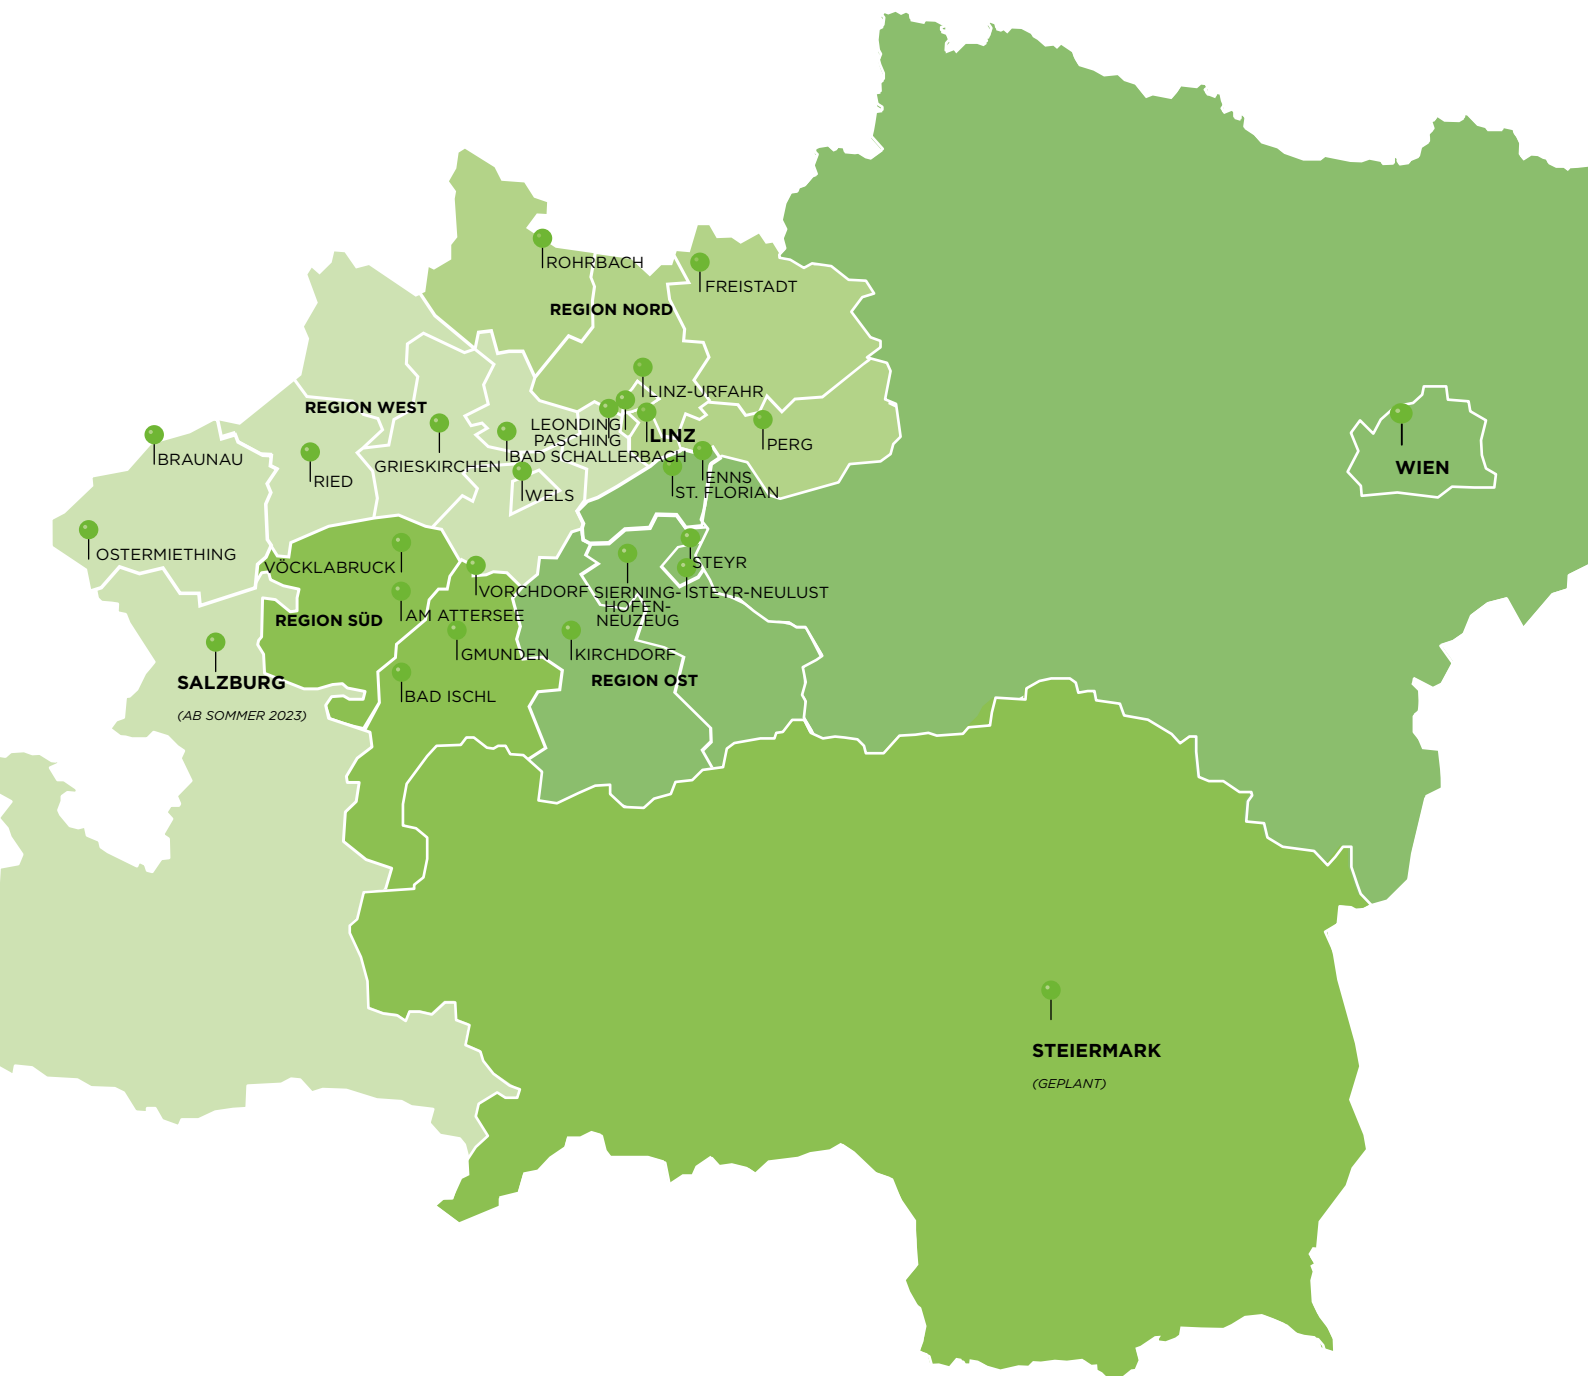 ROHRBACH
FREISTADT
REGION NORD
LINZ-URFAHR
REGION WEST
LEONDING
PASCHING
LINZ
PERG
BRAUNAU
GRIESKIRCHEN
BAD SCHALLERBACH
RIED
WELS
ENNS
ST. FLORIAN
OSTERMIETHING
VÖCKLABRUCK
STEYR
VORCHDORF
SIERNING-
HOFEN-
NEUZEUG
STEYR-NEULUST
AM ATTERSEE
REGION SÜD
GMUNDEN
KIRCHDORF
REGION OST
SALZBURG
(AB SOMMER 2023)
BAD ISCHL
WIEN
STEIERMARK
(GEPLANT)